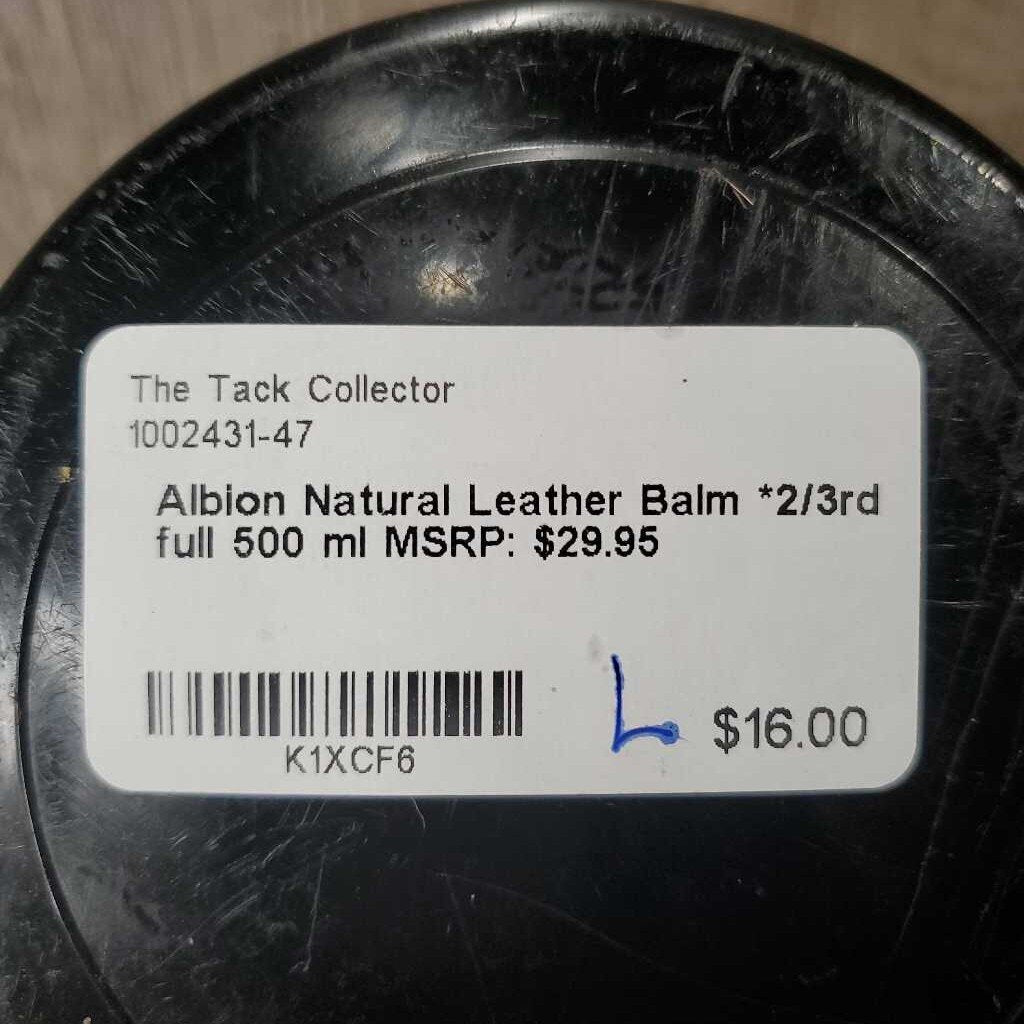 The Tack Collector
1002431-47
Albion Natural Leather Balm *2/3rd
full 500 ml MSRP: $29.95
K1XCF6
L
$16.00